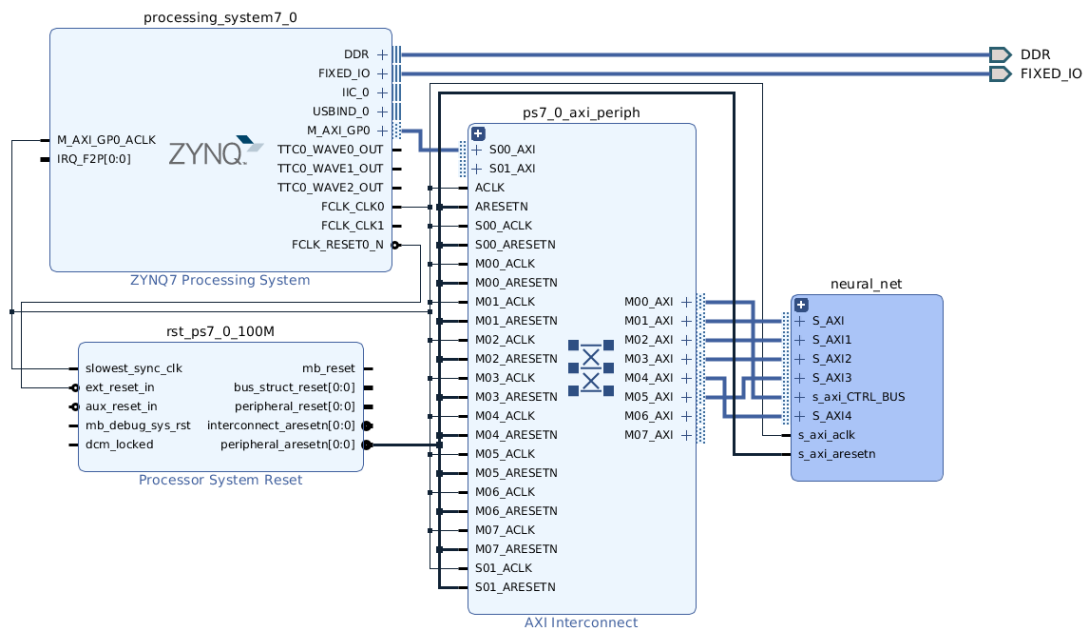 processing_system7_0
DDR
FIXED_IO
IIC_0
USBIND_0
M_AXI_GP0
TTC0_WAVE0_OUT
TTC0_WAVE1_OUT
TTC0_WAVE2_OUT
FCLK_CLK0
FCLK_CLK1
FCLK_RESET0_N
M_AXI_GP0_ACLK
IRQ_F2P[0:0]
ZYNQ
ZYNQ7 Processing System
DDR
FIXED_IO
rst_ps7_0_100M
slowest_sync_clk
ext_reset_in
aux_reset_in
mb_debug_sys_rst
dcm_locked
mb_reset
bus_struct_reset[0:0]
peripheral_reset[0:0]
interconnect_aresetn[0:0]
peripheral_aresetn[0:0]
Processor System Reset
ps7_0_axi_periph
S00_AXI
S01_AXI
ACLK
ARESETN
S00_ACLK
S00_ARESETN
M00_ACLK
M00_ARESETN
M01_ACLK
M01_ARESETN
M02_ACLK
M02_ARESETN
M03_ACLK
M03_ARESETN
M04_ACLK
M04_ARESETN
M05_ACLK
M05_ARESETN
M06_ACLK
M06_ARESETN
M07_ACLK
M07_ARESETN
S01_ACLK
S01_ARESETN
M00_AXI
M01_AXI
M02_AXI
M03_AXI
M04_AXI
M05_AXI
M06_AXI
M07_AXI
AXI Interconnect
neural_net
S_AXI
S_AXI1
S_AXI2
S_AXI3
s_axi_CTRL_BUS
S_AXI4
s_axi_aclk
s_axi_aresetn